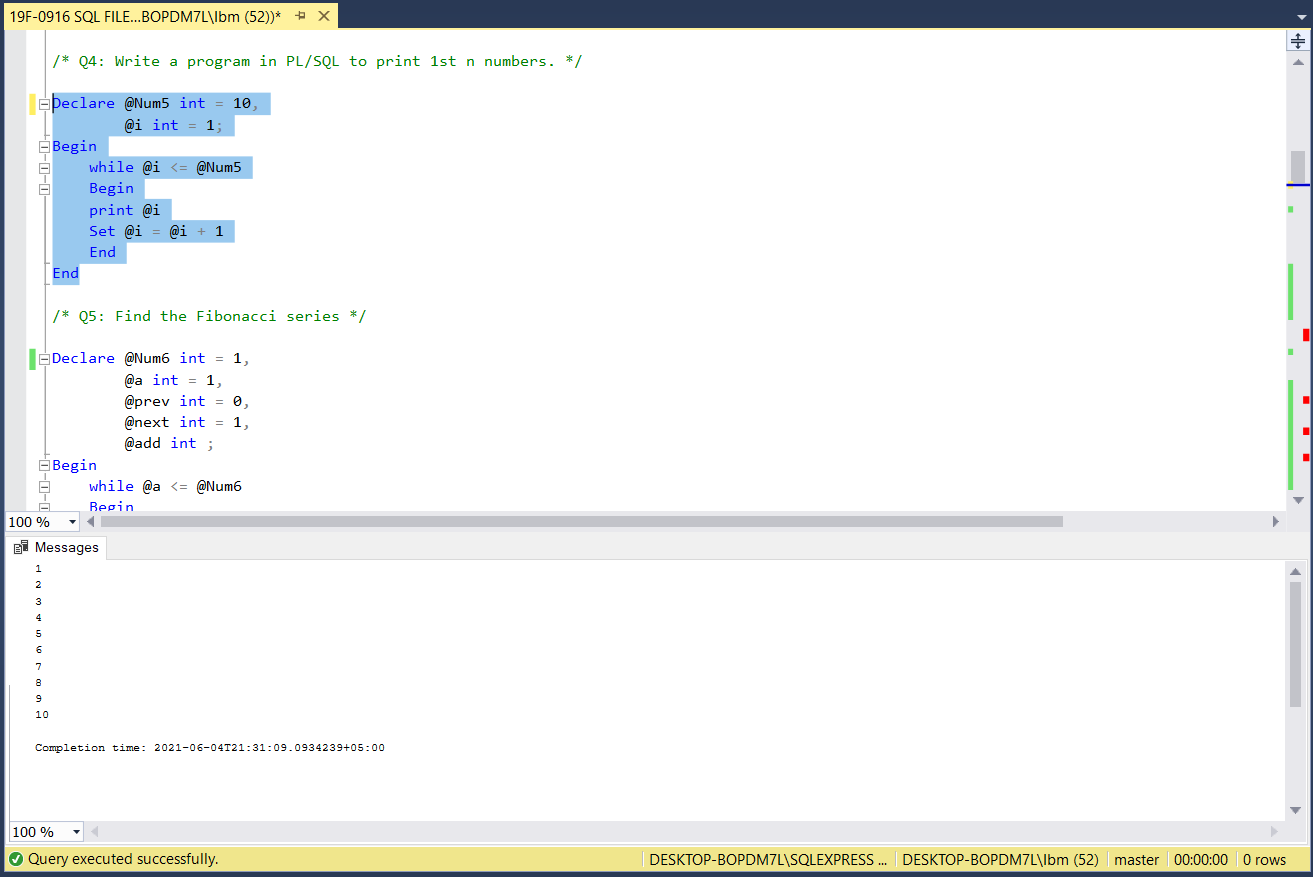 19F-0916 SQL FILE...BOPDM7L\Ibm (52))*
/* Q4: Write a program in PL/SQL to print 1st n numbers. */
Declare @Num5 int = 10,
@i int = 1;
Begin
while @i <= @Num5
Begin
print @i
Set @i = @i + 1
End
End
/* Q5: Find the Fibonacci series */
Declare @Num6 int = 1,
@a int = 1,
@prev int = 0,
@next int = 1,
@add int ;
Begin
while @a <= @Num6
Begin
100 %
Messages
1
2
3
4
5
6
7
8
9
10
Completion time: 2021-06-04T21:31:09.0934239+05:00
100 %
Query executed successfully.
DESKTOP-BOPDM7L\SQLEXPRESS ... DESKTOP-BOPDM7L\Ibm (52) master 00:00:00 0 rows